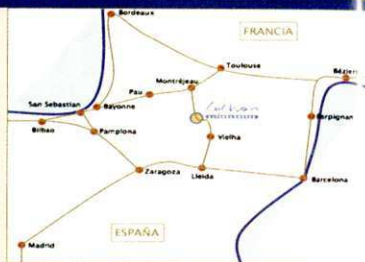 Bordeaux
FRANCIA
Toulouse
Béziers
Montréjeau
Pau
San Sebastian
Bayonne
Perpignan
Bilbao
Pamplona
Vielha
Zaragoza
Lleida
Barcelona
ESPAÑA
Madrid